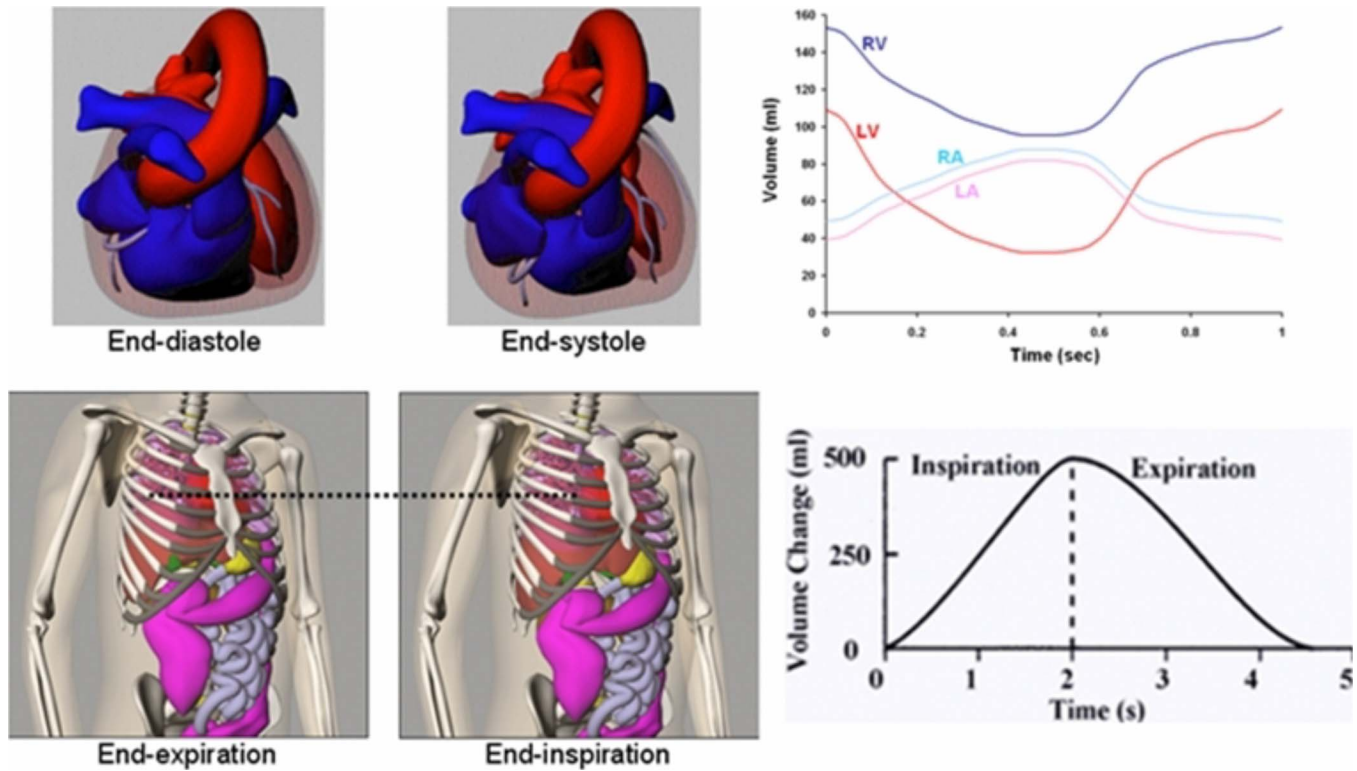 End-diastole
End-systole
160
140
120
100
80
60
40
20
0
Volume (ml)
RV
LV
RA
LA
0
0.2
0.4
0.6
0.8
1
Time (sec)
End-expiration
End-inspiration
Volume Change (ml)
500
250
0
Inspiration
Expiration
0
1
2
3
4
5
Time (s)